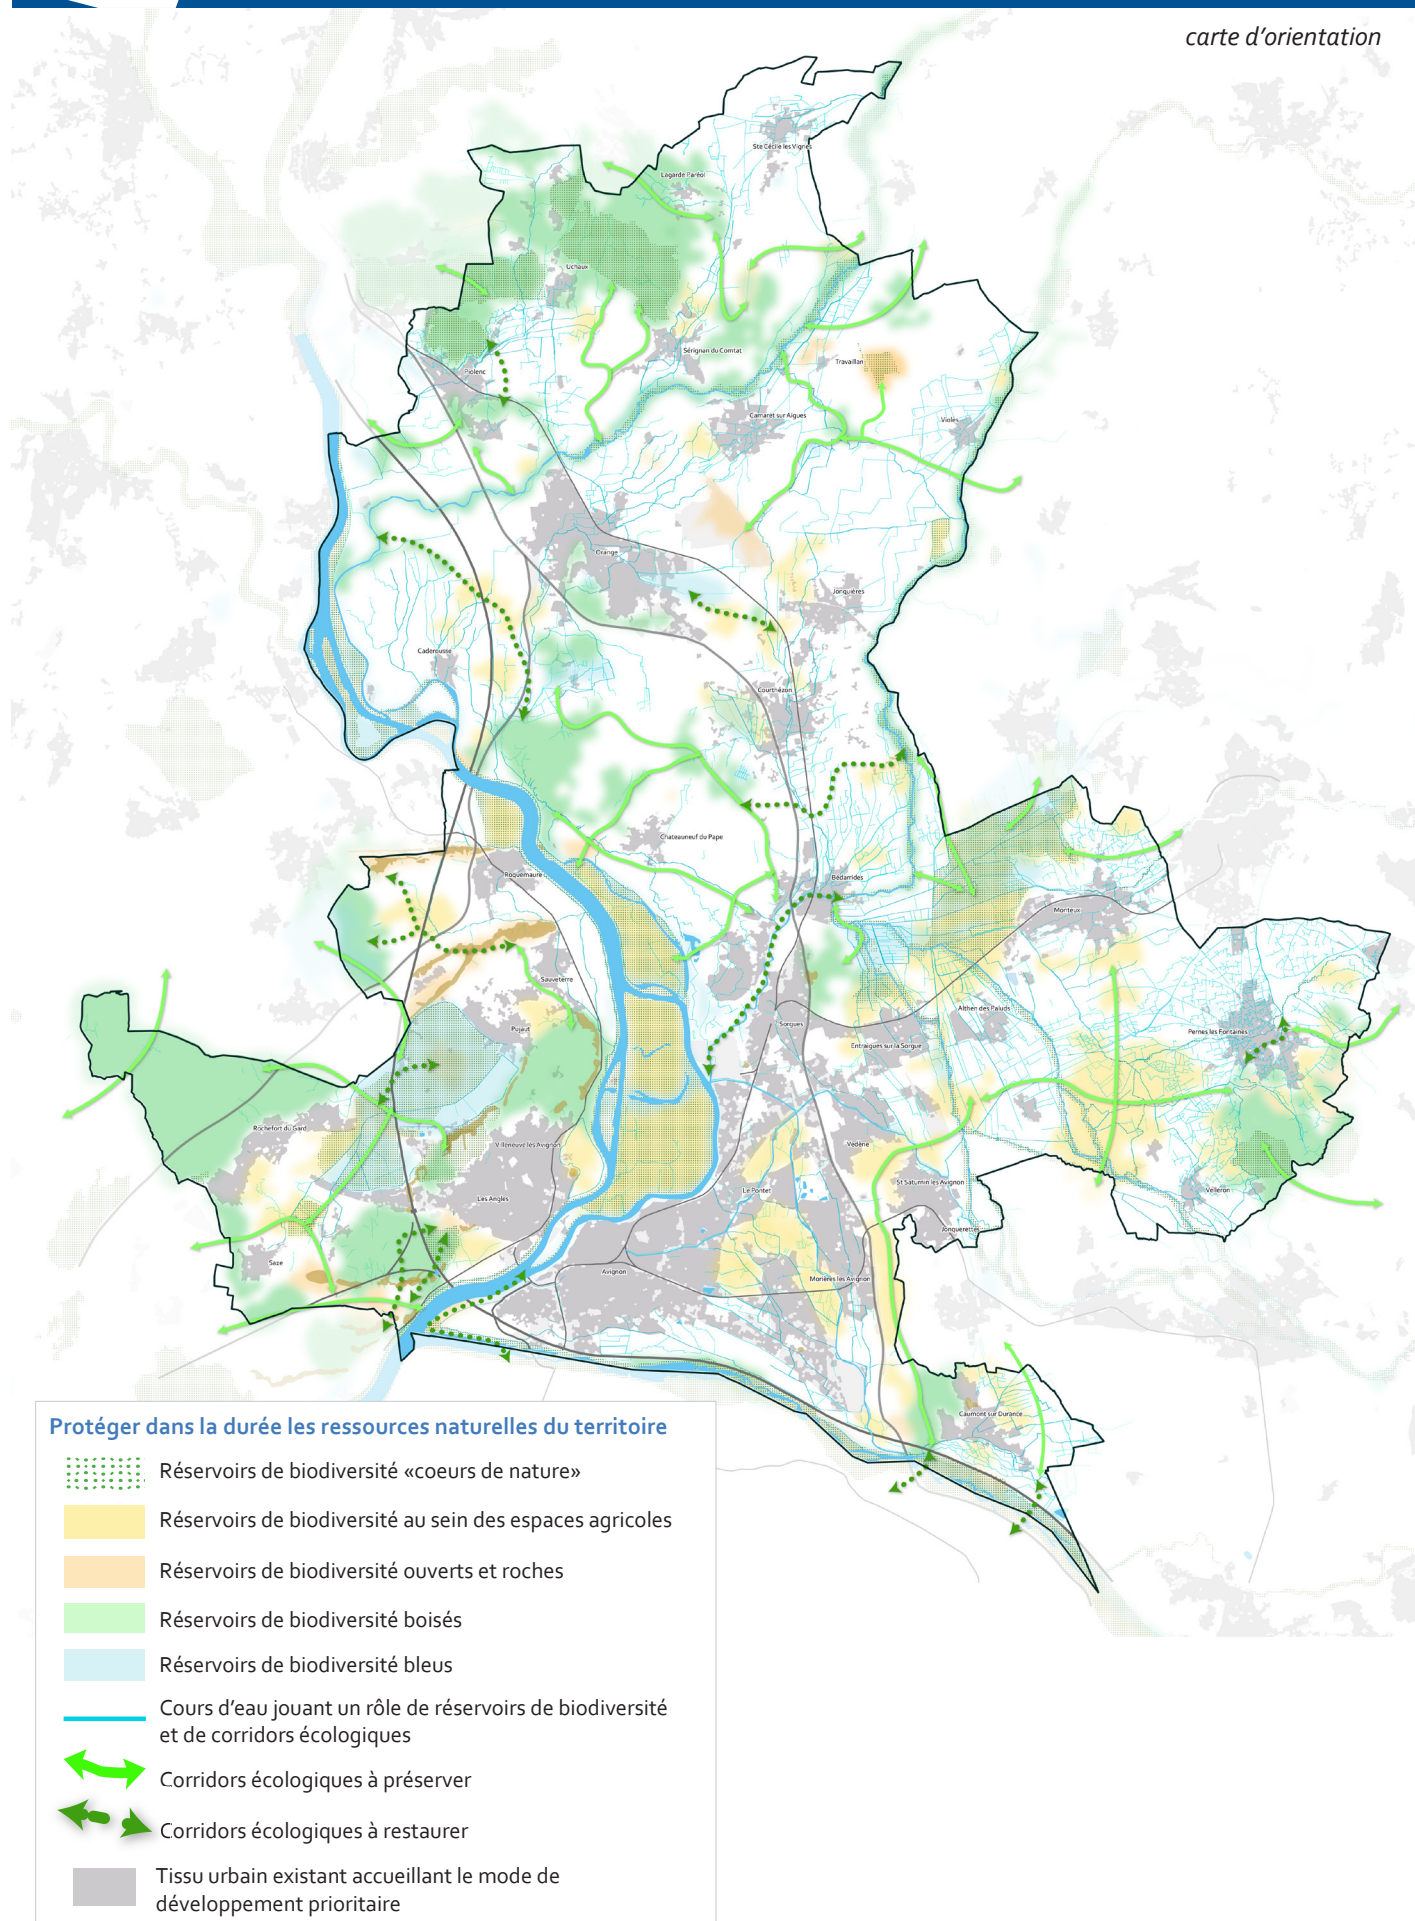 carte d'orientation
Ste Cécile les Vignes
Lagarde Paréol
Uchaux
Sérignan du Comtat
Travaillan
Piolenc
Camaret sur Aigues
Violès
Orange
Jonquières
Caderousse
Courthézon
Chateauneuf du Pape
Roquemaure
Bédarrides
Monteux
Sauveterre
Pujaut
Sorgues
Althen des Paluds
Pernes les Fontaines
Entraigues sur la Sorgue
Rochefort du Gard
Villeneuve lès Avignon
Vedène
Les Angles
Le Pontet
St Saturnin les Avignon
Velleron
Jonquerettes
Saze
Avignon
Morières les Avignon
Caumont sur Durance
Protéger dans la durée les ressources naturelles du territoire
Réservoirs de biodiversité «coeurs de nature»
Réservoirs de biodiversité au sein des espaces agricoles
Réservoirs de biodiversité ouverts et roches
Réservoirs de biodiversité boisés
Réservoirs de biodiversité bleus
Cours d'eau jouant un rôle de réservoirs de biodiversité
et de corridors écologiques
Corridors écologiques à préserver
Corridors écologiques à restaurer
Tissu urbain existant accueillant le mode de
développement prioritaire